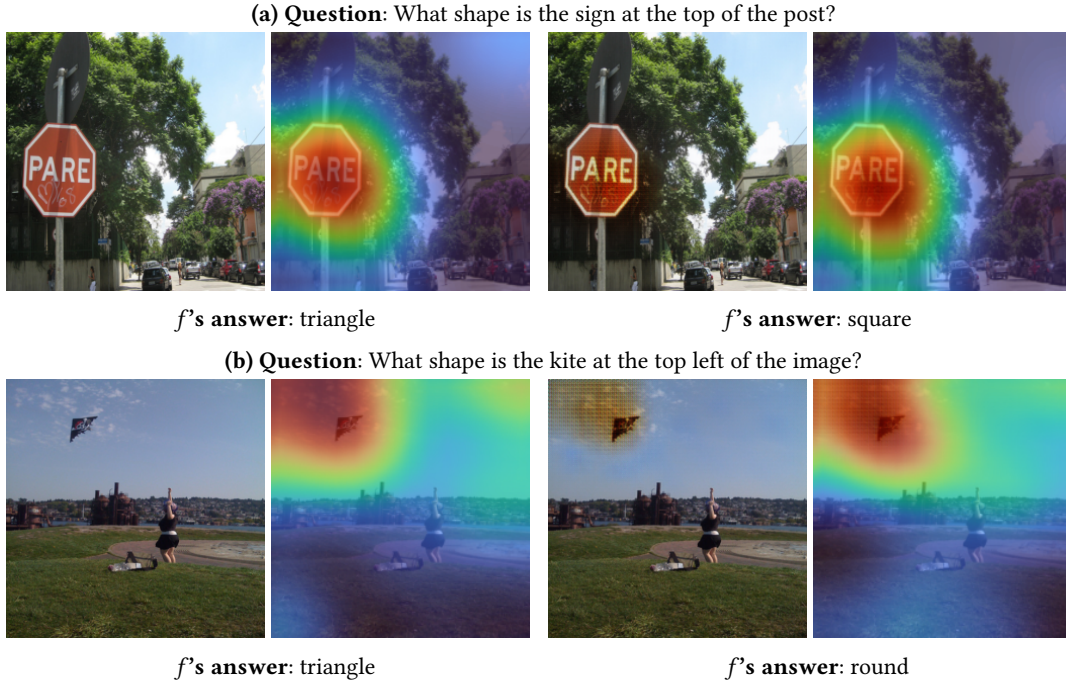 (a) Question: What shape is the sign at the top of the post?
PARE
PARE
PARE
PARE
f's answer: triangle
f's answer: square
(b) Question: What shape is the kite at the top left of the image?
f's answer: triangle
f's answer: round